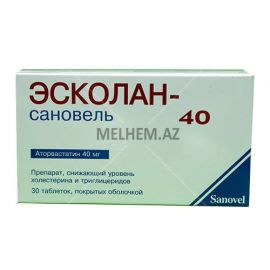 ЭСКОЛАН-
сановель 40
MELHEM.AZ
Аторвастатин 40 мг
Препарат, снижающий уровень
холестерина и триглицеридов
30 таблеток, покрытых оболочкой
Sanovel